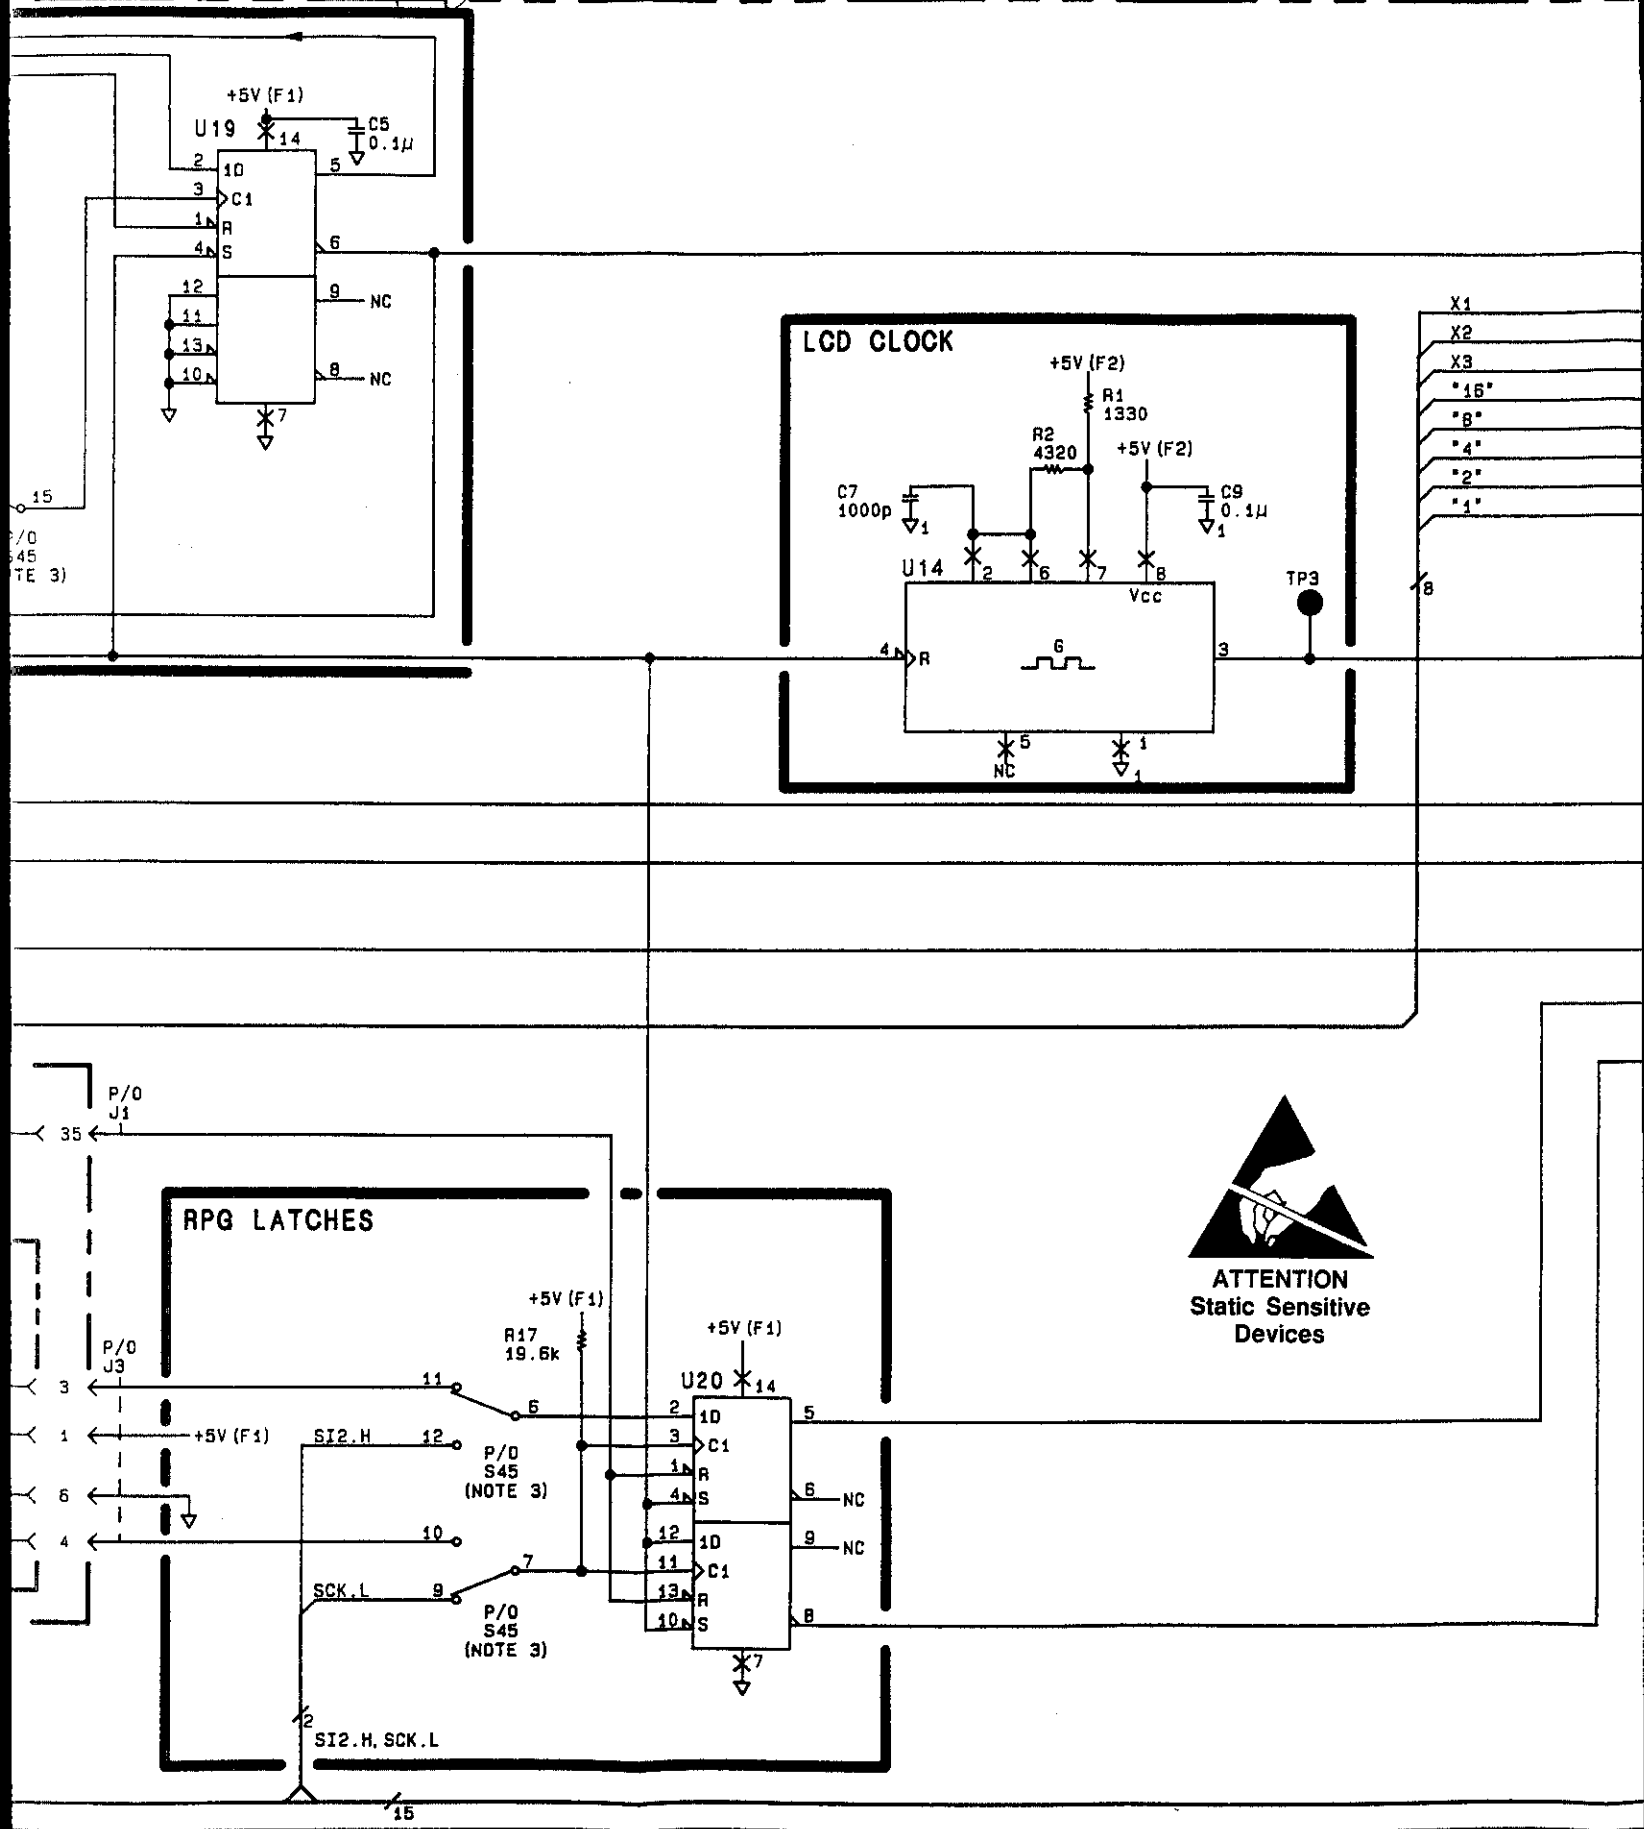 +5V(F1)
U19
14
C5
0.1µ
2
1D
5
3
C1
1
R
4
S
6
12
9
NC
11
13
10
8
NC
7
15
P/O
S45
TE 3)
LCD CLOCK
+5V(F2)
R1
1330
R2
4320
+5V(F2)
C7
1000p
1
C9
0.1µ
1
U14
2
6
7
8
Vcc
TP3
4
R
G
3
5
NC
1
1
X1
X2
X3
"16"
"8"
"4"
"2"
"1"
8
P/O
J1
35
RPG LATCHES
+5V(F1)
R17
19.6k
+5V(F1)
U20
14
P/O
J3
3
11
6
2
1D
5
1
+5V(F1)
SI2.H
12
3
C1
P/O
S45
(NOTE 3)
1
R
6
4
S
6
NC
4
10
12
1D
9
NC
7
11
C1
SCK.L
9
13
R
P/O
S45
(NOTE 3)
10
S
8
7
2
SI2.H, SCK.L
15
ATTENTION
Static Sensitive
Devices